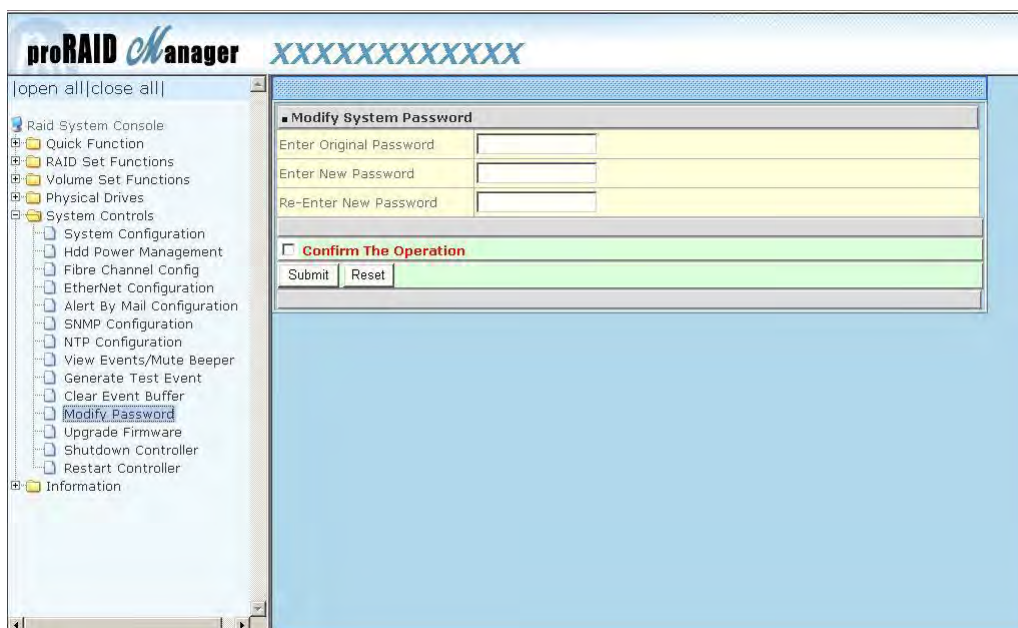 proRAID Manager XXXXXXXXXXXX
|open all|close all|
Raid System Console
Quick Function
RAID Set Functions
Volume Set Functions
Physical Drives
System Controls
System Configuration
Hdd Power Management
Fibre Channel Config
EtherNet Configuration
Alert By Mail Configuration
SNMP Configuration
NTP Configuration
View Events/Mute Beeper
Generate Test Event
Clear Event Buffer
Modify Password
Upgrade Firmware
Shutdown Controller
Restart Controller
Information
Modify System Password
Enter Original Password
Enter New Password
Re-Enter New Password
Confirm The Operation
Submit Reset